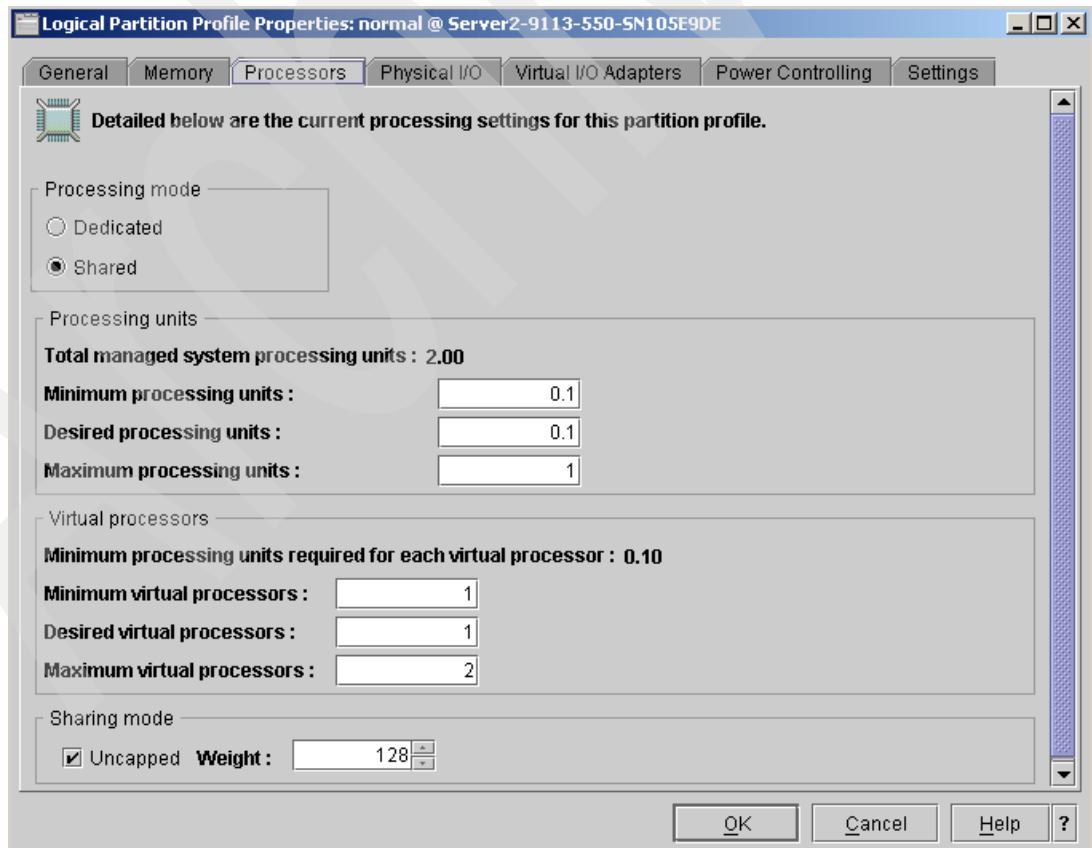 Logical Partition Profile Properties: normal @ Server2-9113-550-SN105E9DE
General Memory Processors Physical I/O Virtual I/O Adapters Power Controlling Settings
Detailed below are the current processing settings for this partition profile.
Processing mode
Dedicated
Shared
Processing units
Total managed system processing units : 2.00
Minimum processing units : 0.1
Desired processing units : 0.1
Maximum processing units : 1
Virtual processors
Minimum processing units required for each virtual processor : 0.10
Minimum virtual processors : 1
Desired virtual processors : 1
Maximum virtual processors : 2
Sharing mode
Uncapped Weight : 128
OK Cancel Help ?